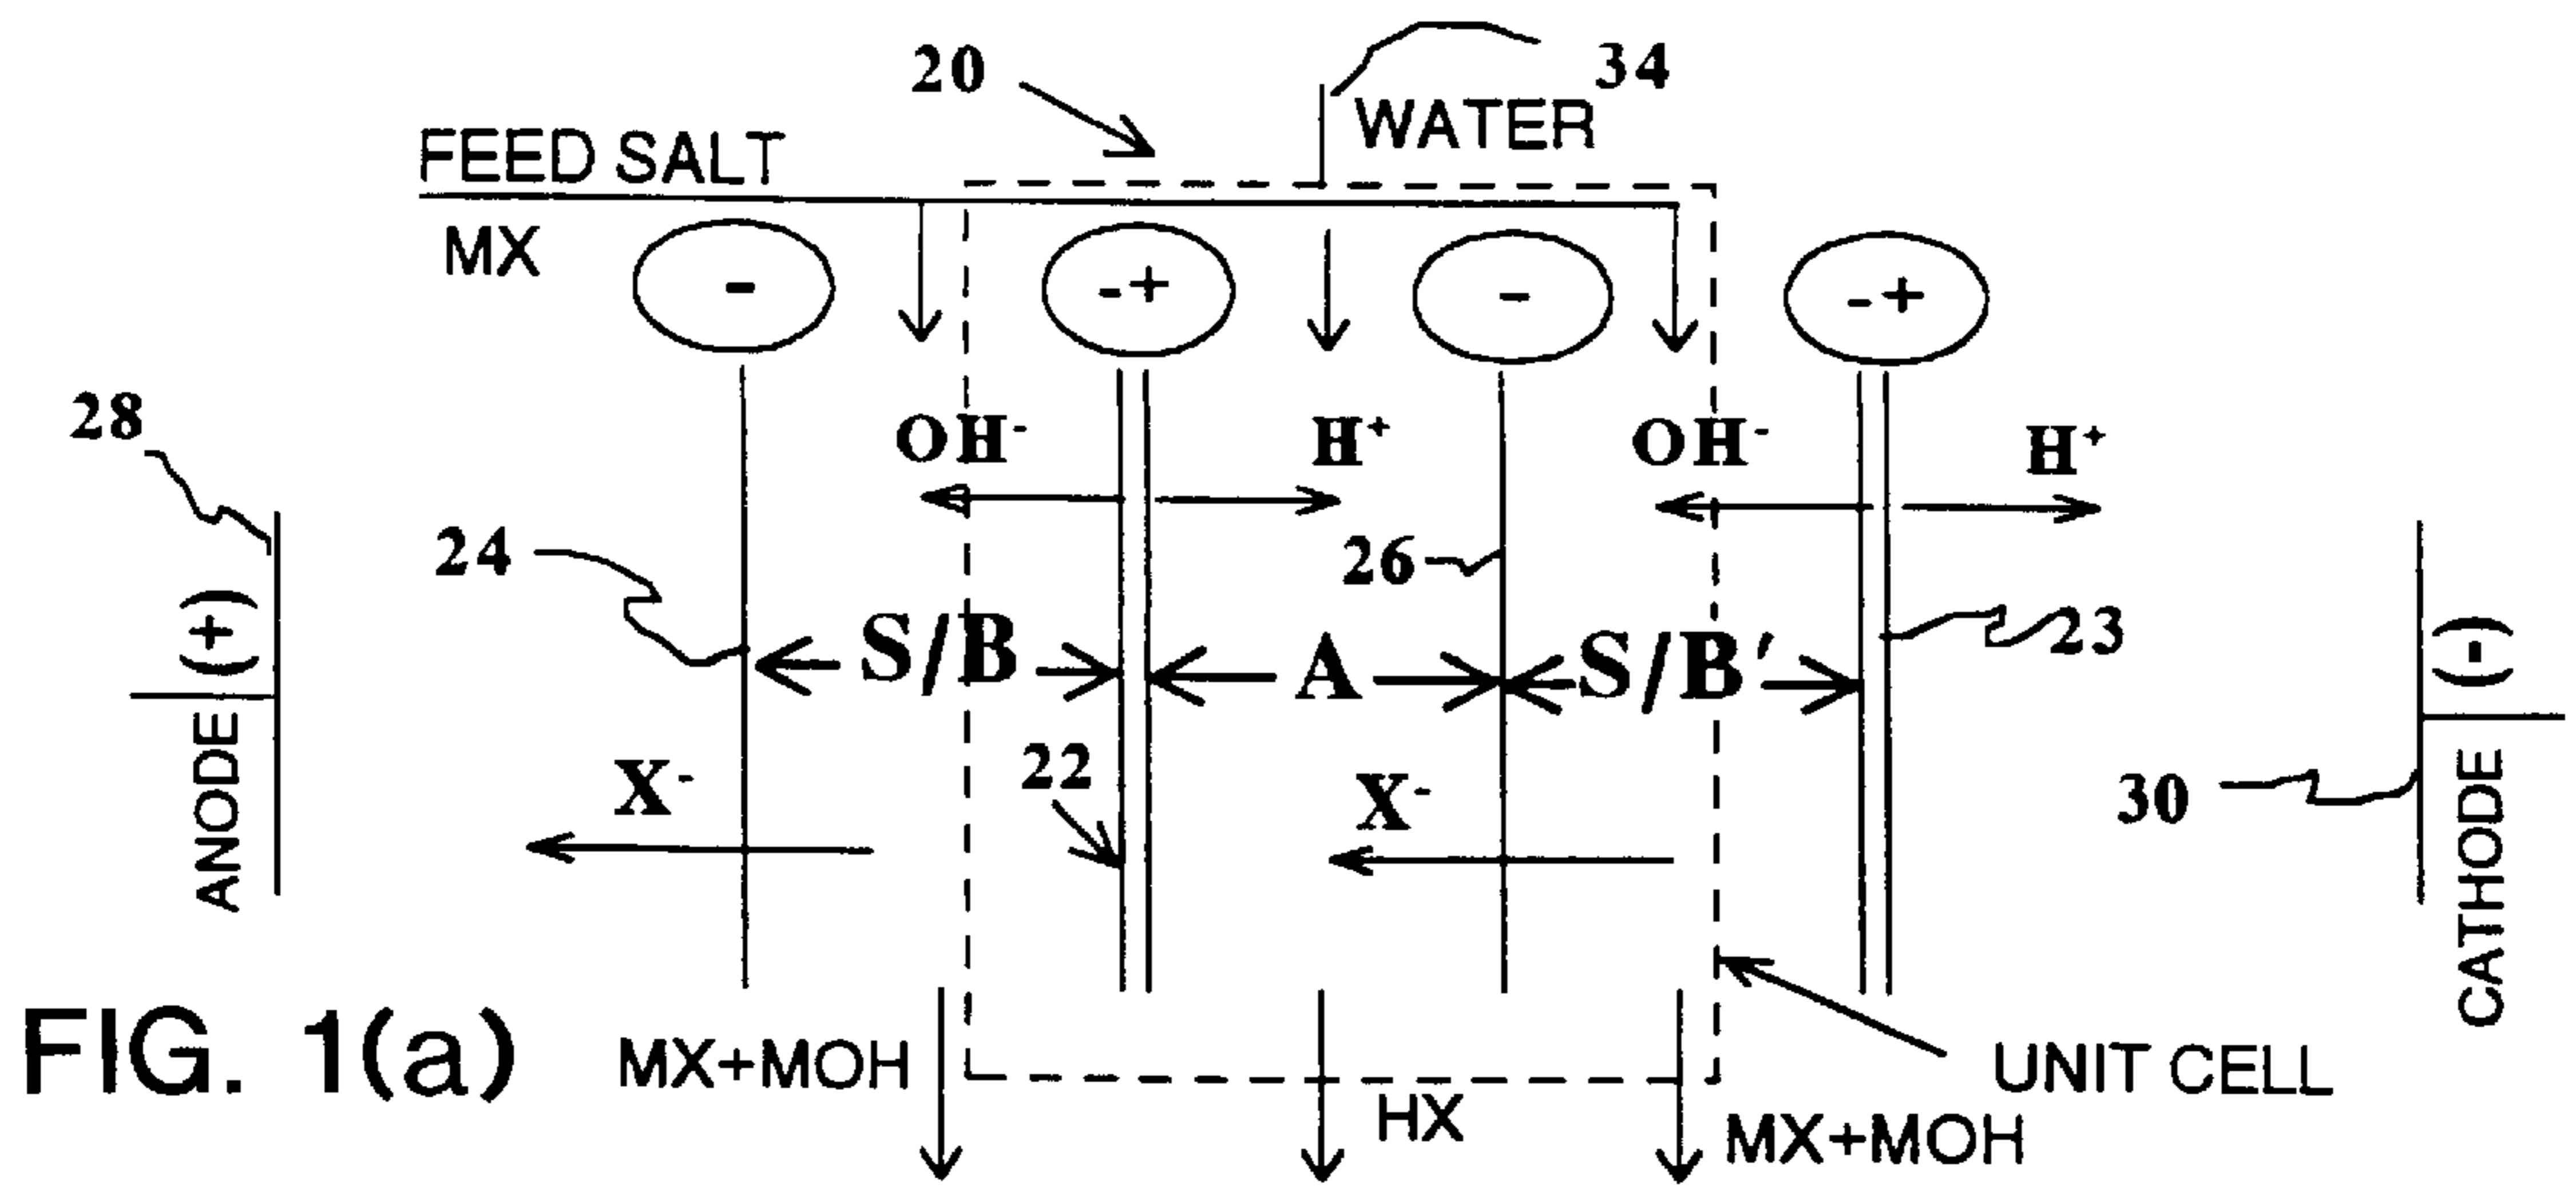 20
34
WATER
FEED SALT
MX
-
-+
-
-+
28
OH⁻
H⁺
OH⁻
H⁺
24
26
23
ANODE (+)
S/B
A
S/B′
(-)
CATHODE
22
X⁻
X⁻
30
FIG. 1(a)
MX+MOH
HX
MX+MOH
UNIT CELL